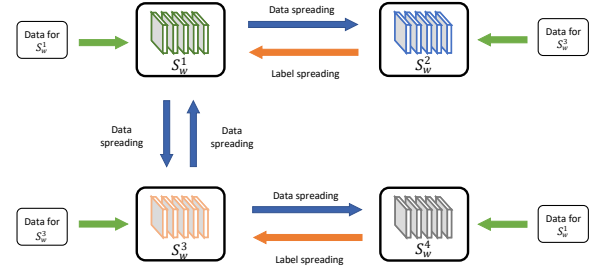 Data spreading
Data for
S_w^1
S_w^1
S_w^2
Data for
S_w^3
Label spreading
Data
spreading
Data
spreading
Data spreading
Data for
S_w^3
S_w^3
S_w^4
Data for
S_w^1
Label spreading